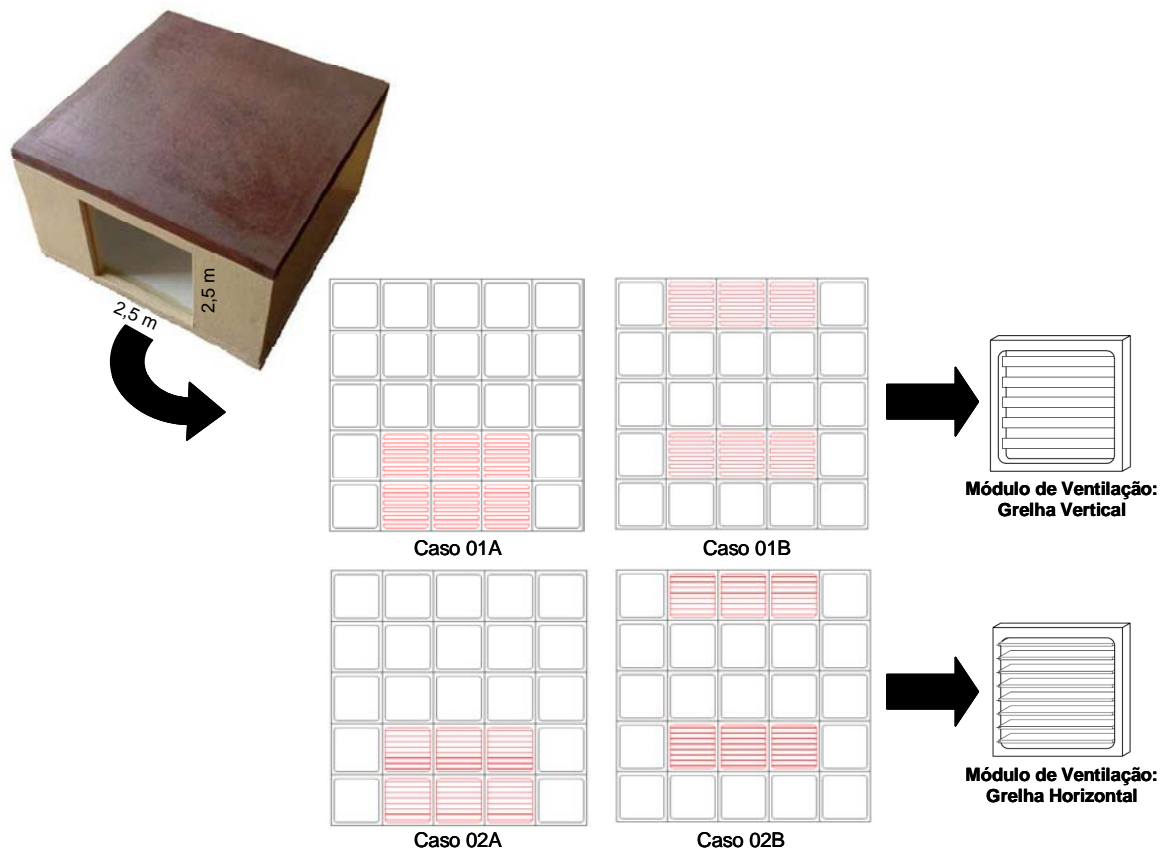 2,5 m
2,5 m
Caso 01A
Caso 01B
Módulo de Ventilação:
Grelha Vertical
Caso 02A
Caso 02B
Módulo de Ventilação:
Grelha Horizontal